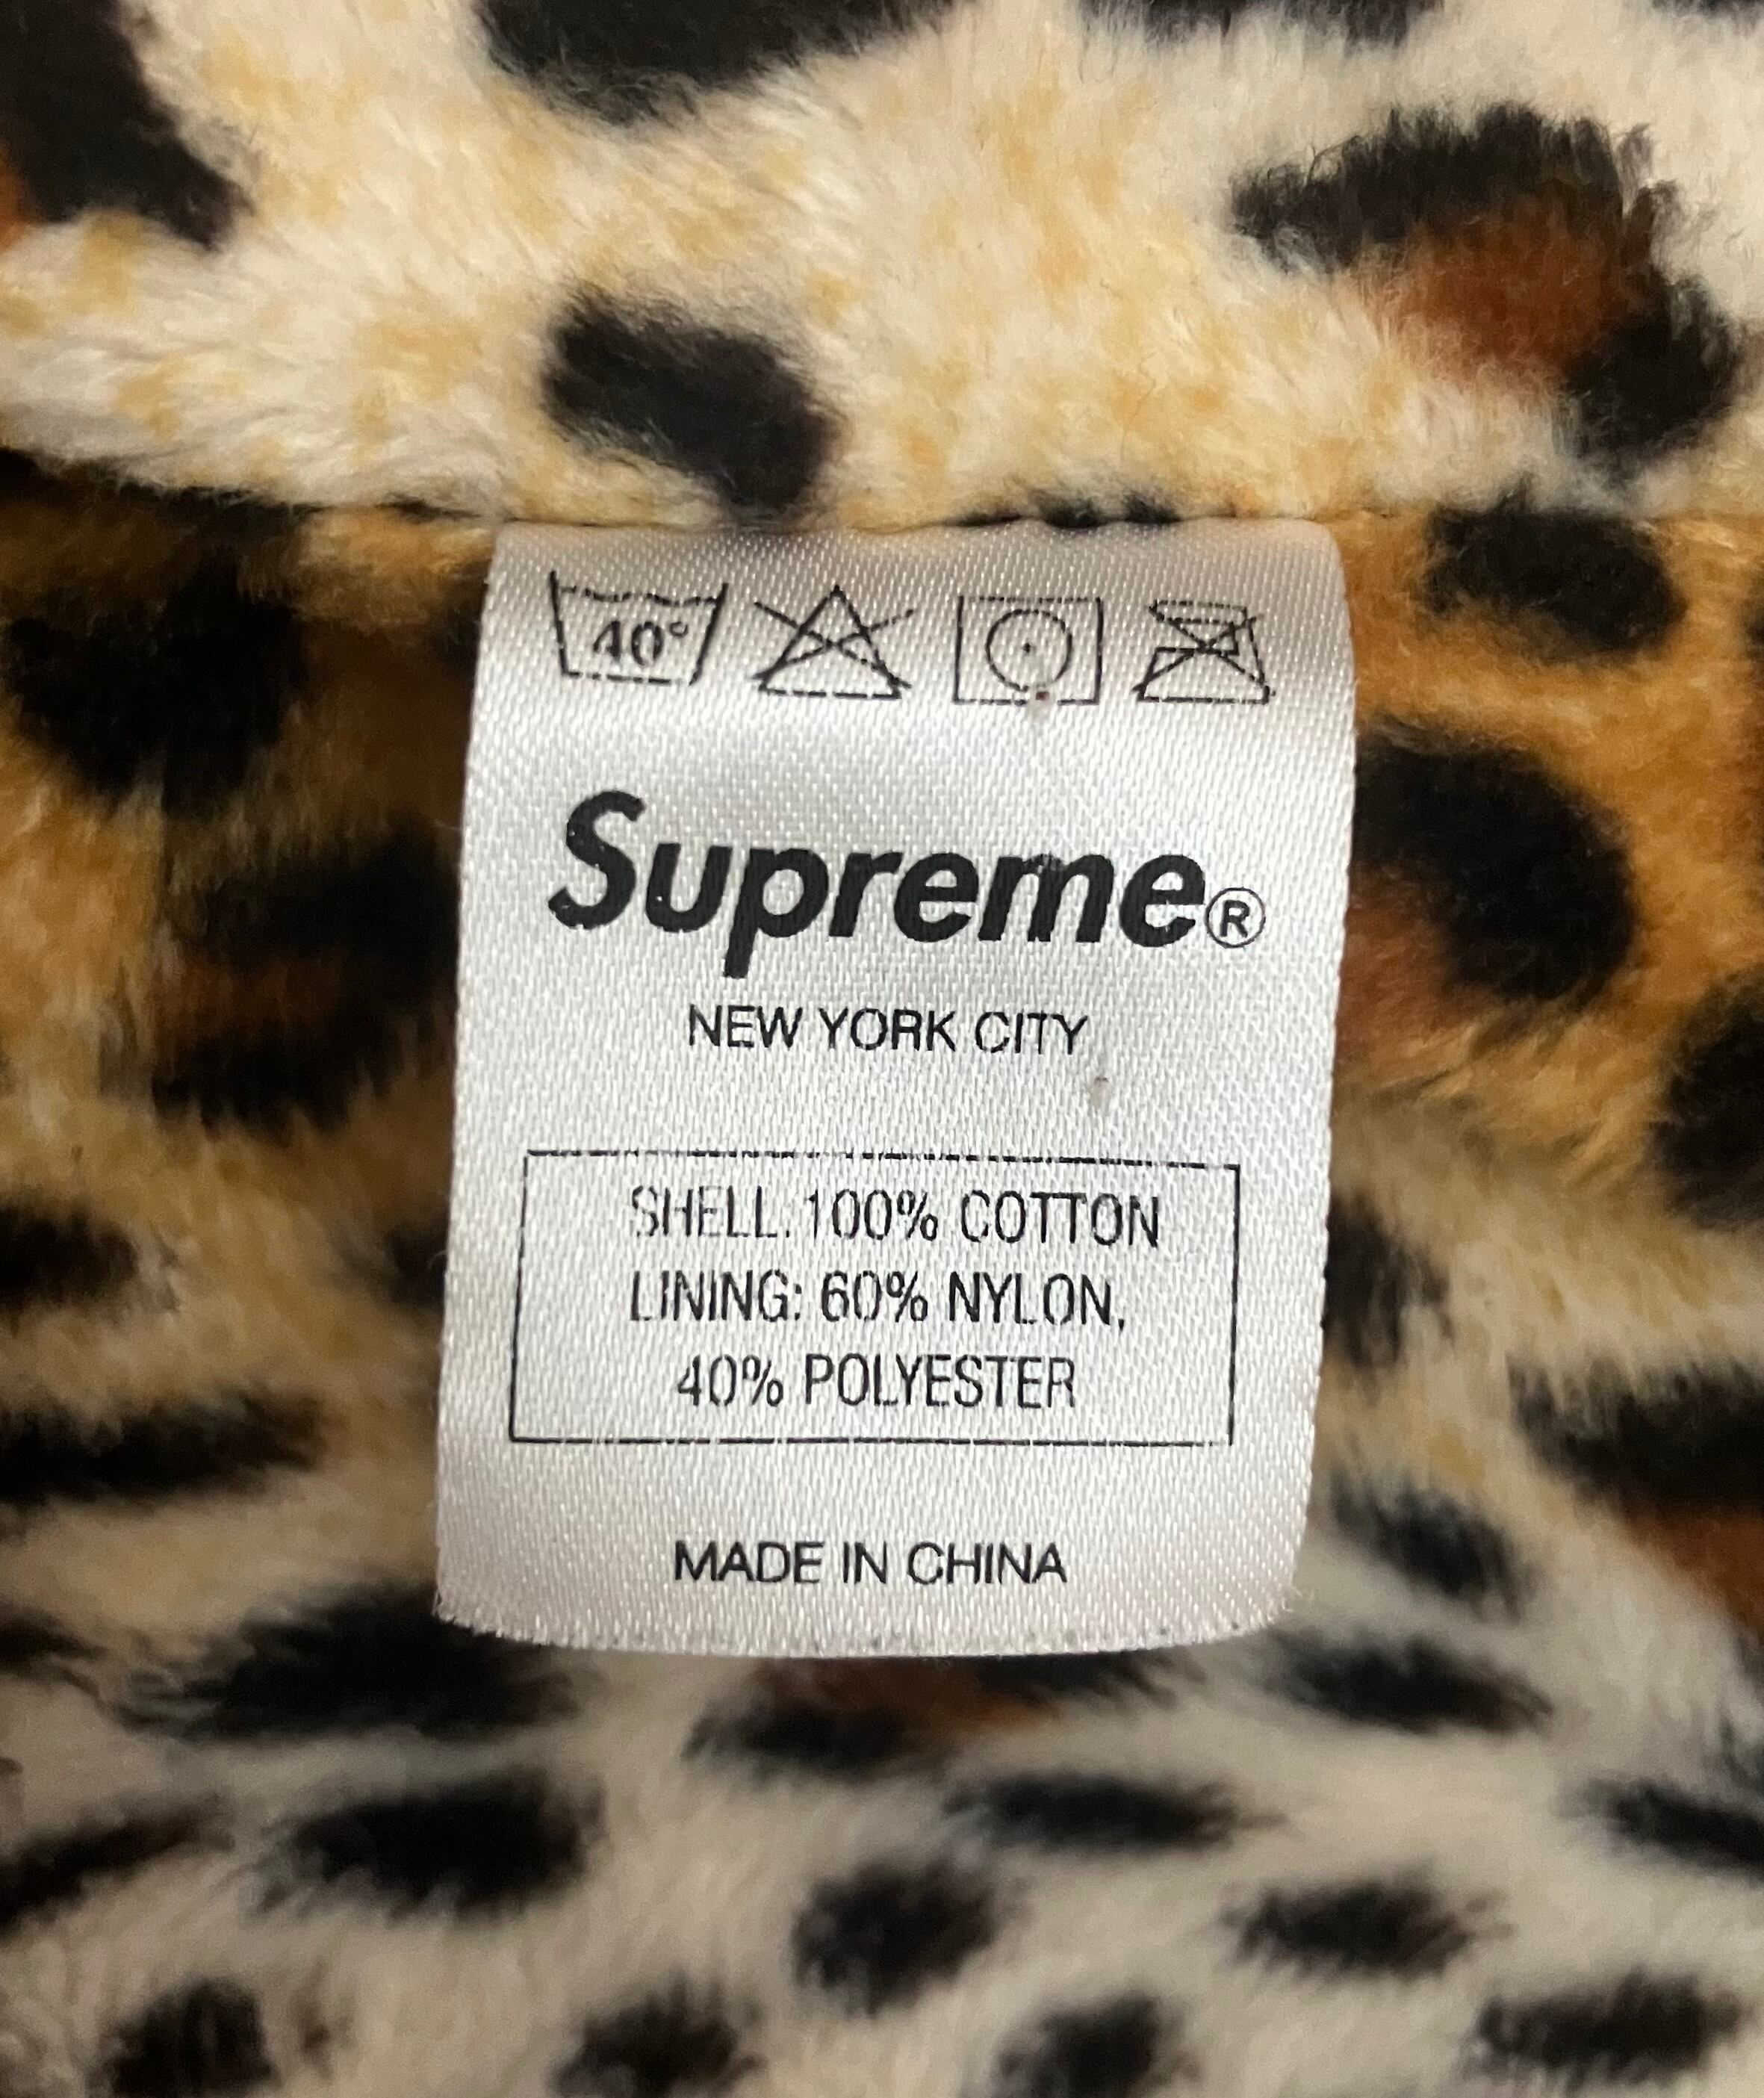 40°
Supreme®
NEW YORK CITY
SHELL: 100% COTTON
LINING: 60% NYLON,
40% POLYESTER
MADE IN CHINA